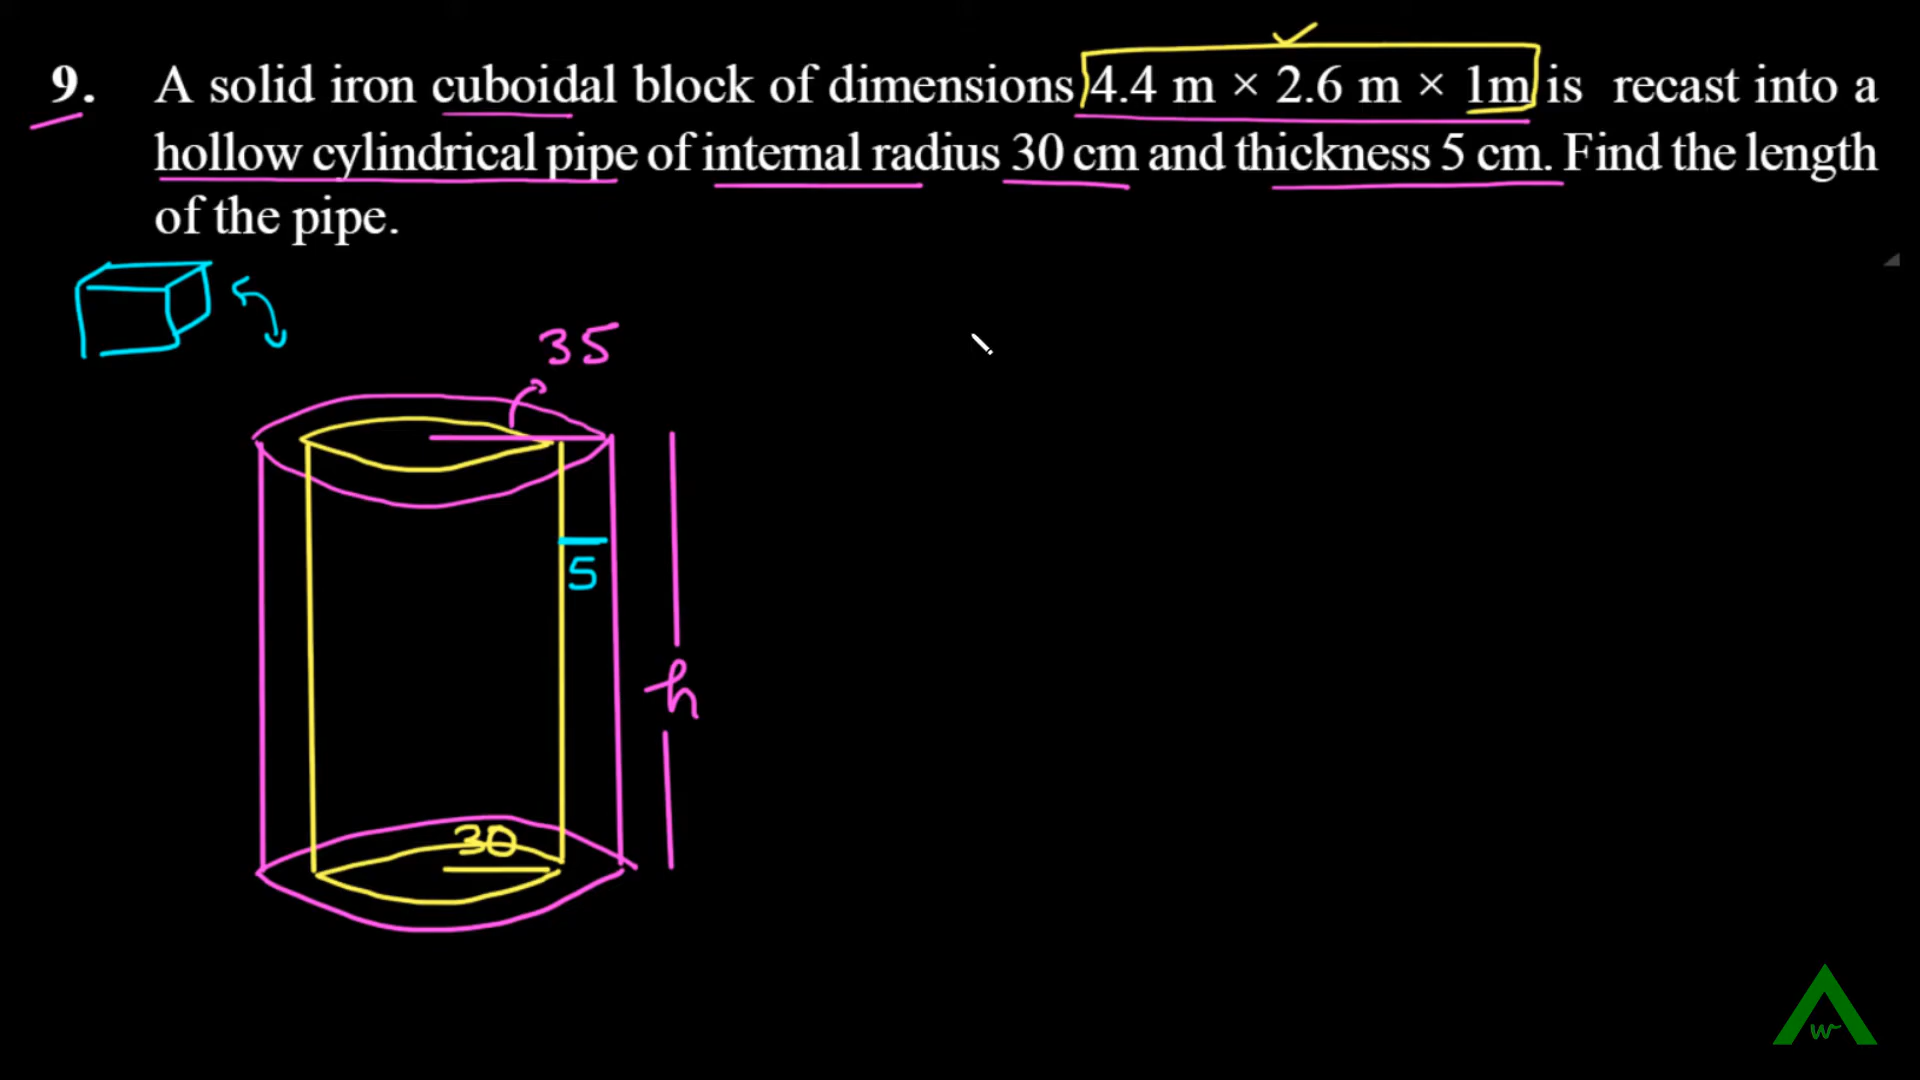 9. A solid iron cuboidal block of dimensions 4.4 m × 2.6 m × 1m is recast into a
hollow cylindrical pipe of internal radius 30 cm and thickness 5 cm. Find the length
of the pipe.
35
5
h
30
w